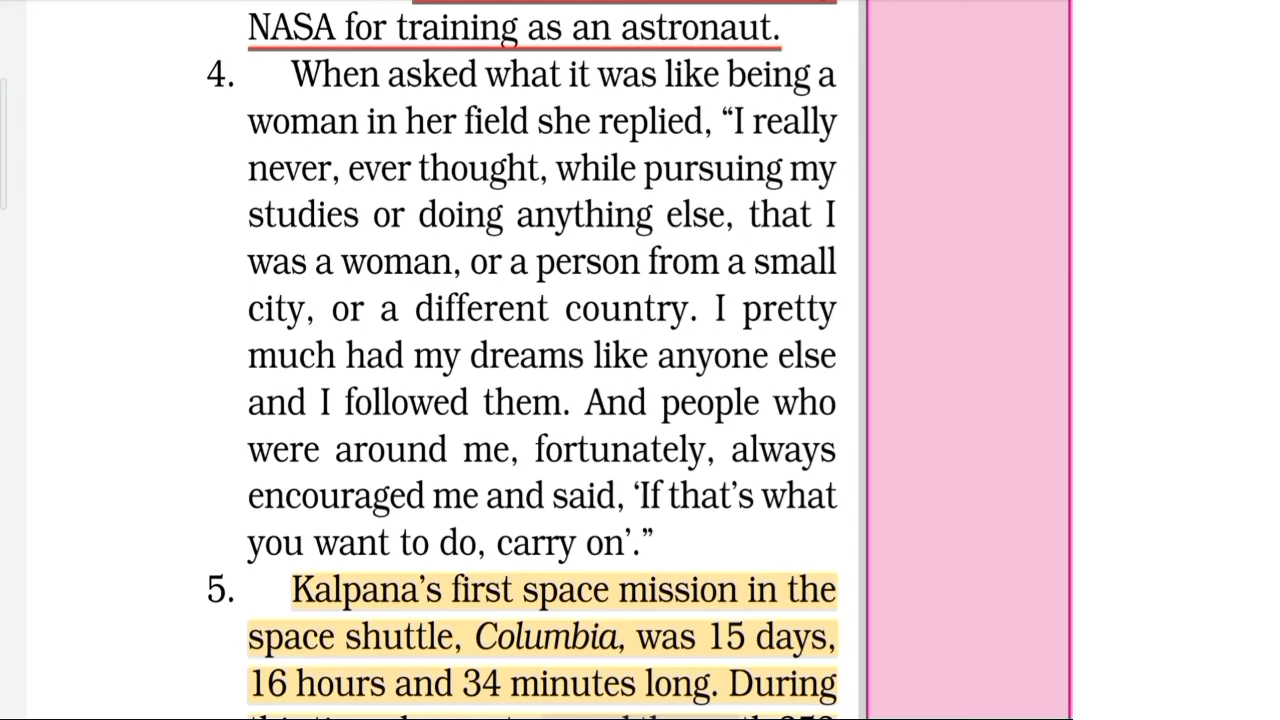 NASA for training as an astronaut.
4. When asked what it was like being a
woman in her field she replied, “I really
never, ever thought, while pursuing my
studies or doing anything else, that I
was a woman, or a person from a small
city, or a different country. I pretty
much had my dreams like anyone else
and I followed them. And people who
were around me, fortunately, always
encouraged me and said, ‘If that’s what
you want to do, carry on’.”
5. Kalpana’s first space mission in the
space shuttle, Columbia, was 15 days,
16 hours and 34 minutes long. During